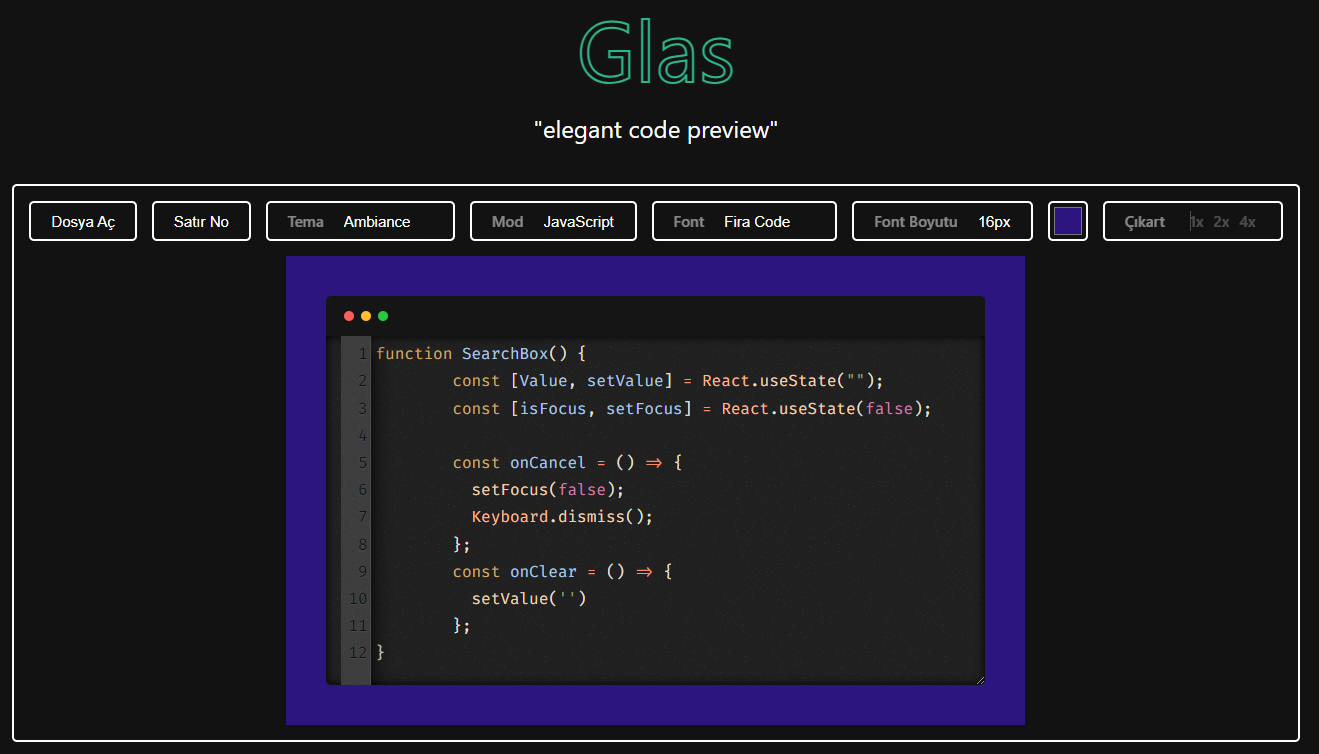 Glas
"elegant code preview"
Dosya Aç
Satır No
Tema Ambiance
Mod JavaScript
Font Fira Code
Font Boyutu 16px
Çıkart 1x 2x 4x
1 function SearchBox() {
2 const [Value, setValue] = React.useState("");
3 const [isFocus, setFocus] = React.useState(false);
4
5 const onCancel = () => {
6 setFocus(false);
7 Keyboard.dismiss();
8 };
9 const onClear = () => {
10 setValue('')
11 };
12 }